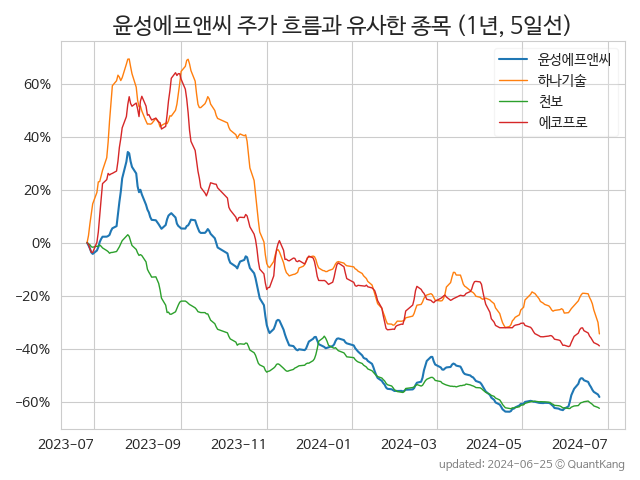 윤성에프앤씨 주가 흐름과 유사한 종목 (1년, 5일선)
윤성에프앤씨
하나기술
천보
에코프로
60%
40%
20%
0%
−20%
−40%
−60%
2023-07
2023-09
2023-11
2024-01
2024-03
2024-05
2024-07
updated: 2024-06-25 © QuantKang